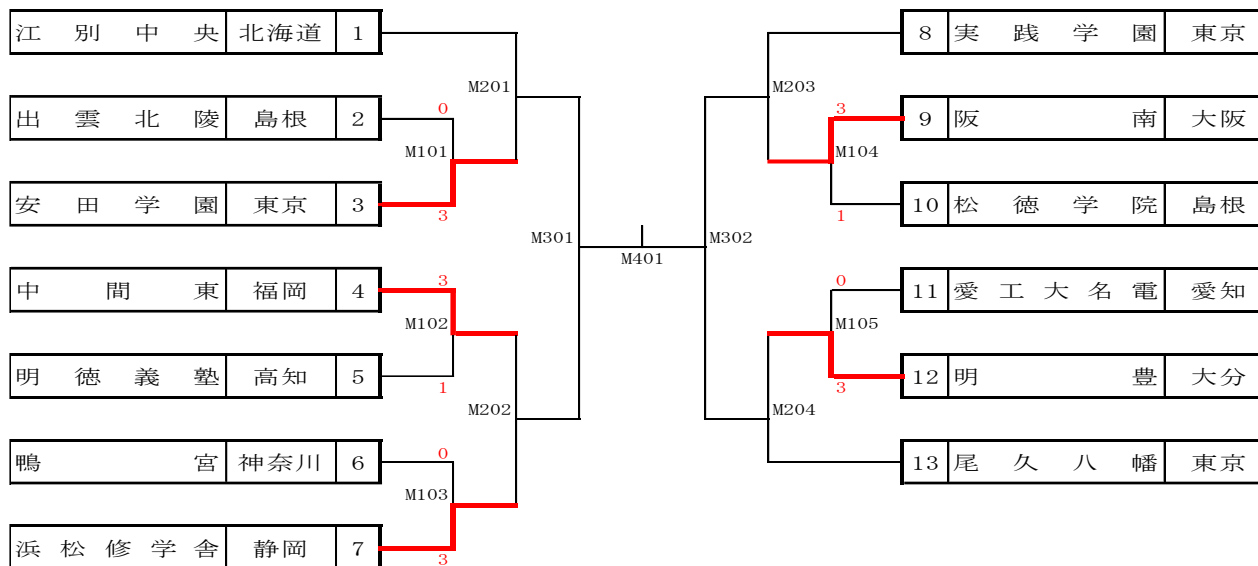 江別中央 北海道 1
8 実践学園 東京
M201
M203
出雲北陵 島根 2
0
3
9 阪南 大阪
M101
M104
安田学園 東京 3
3
1
10 松徳学院 島根
M301
M302
M401
中間東 福岡 4
3
0
11 愛工大名電 愛知
M102
M105
明徳義塾 高知 5
1
3
12 明豊 大分
M202
M204
鴨宮 神奈川 6
0
13 尾久八幡 東京
M103
浜松修学舎 静岡 7
3